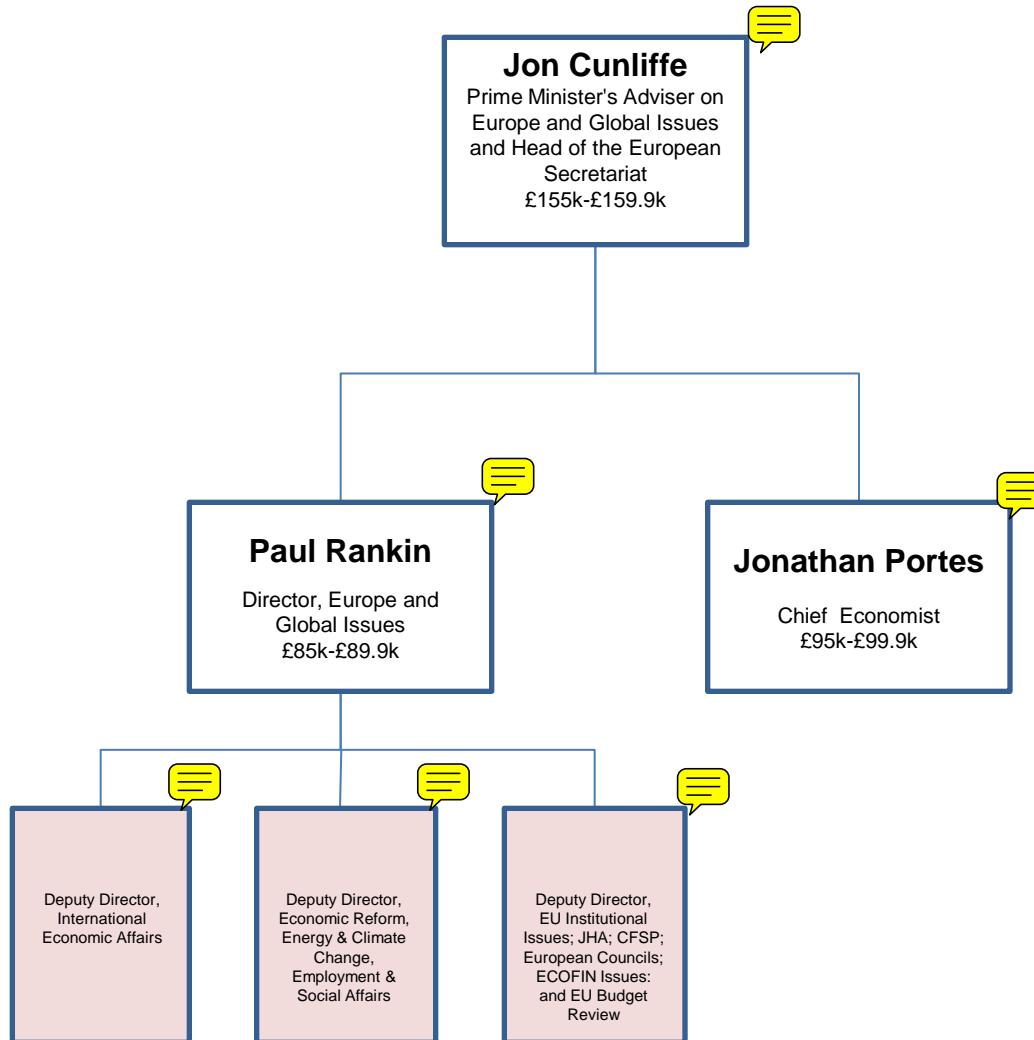 Jon Cunliffe
Prime Minister's Adviser on
Europe and Global Issues
and Head of the European
Secretariat
£155k-£159.9k
Paul Rankin
Director, Europe and
Global Issues
£85k-£89.9k
Jonathan Portes
Chief Economist
£95k-£99.9k
Deputy Director,
International
Economic Affairs
Deputy Director,
Economic Reform,
Energy & Climate
Change,
Employment &
Social Affairs
Deputy Director,
EU Institutional
Issues; JHA; CFSP;
European Councils;
ECOFIN Issues:
and EU Budget
Review